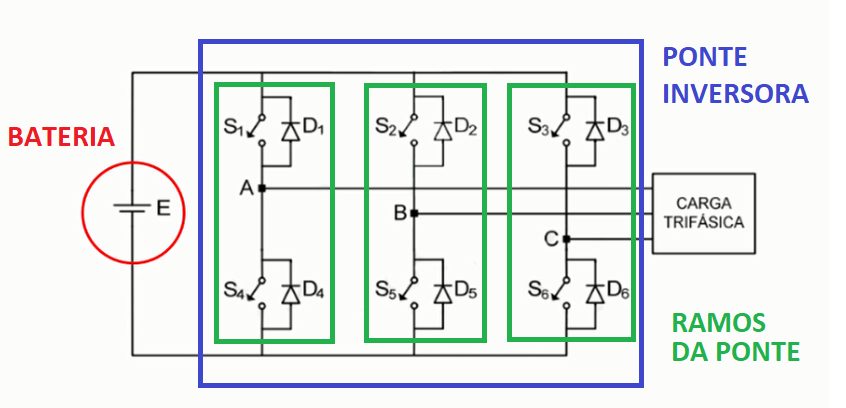 PONTE
INVERSORA
BATERIA
S1 D1
S2 D2
S3 D3
E
A
B
C
CARGA
TRIFÁSICA
S4 D4
S5 D5
S6 D6
RAMOS
DA PONTE